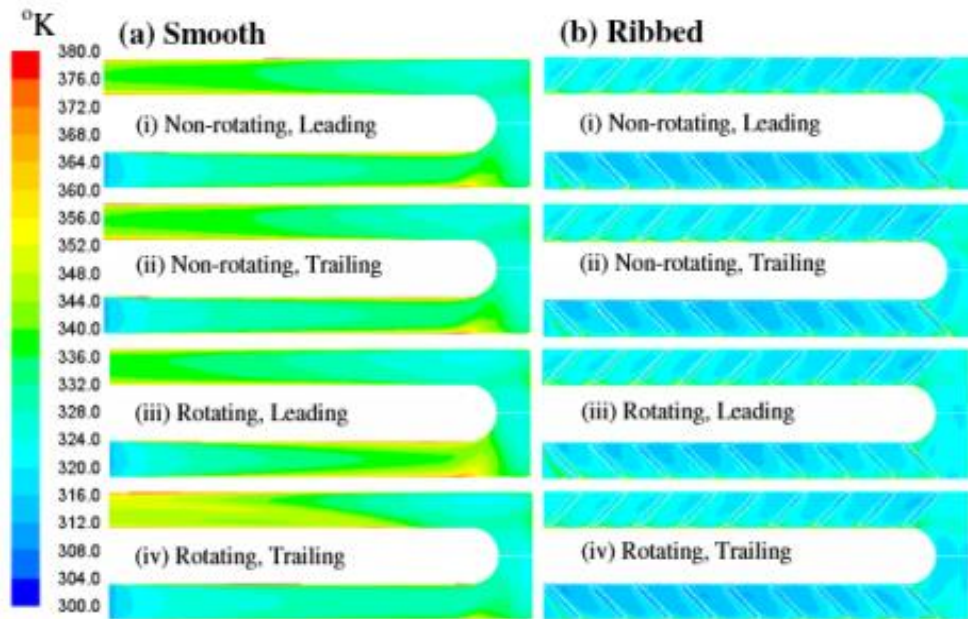 °K
(a) Smooth
(b) Ribbed
380.0
376.0
372.0
368.0
364.0
360.0
356.0
352.0
348.0
344.0
340.0
336.0
332.0
328.0
324.0
320.0
316.0
312.0
308.0
304.0
300.0
(i) Non-rotating, Leading
(ii) Non-rotating, Trailing
(iii) Rotating, Leading
(iv) Rotating, Trailing
(i) Non-rotating, Leading
(ii) Non-rotating, Trailing
(iii) Rotating, Leading
(iv) Rotating, Trailing